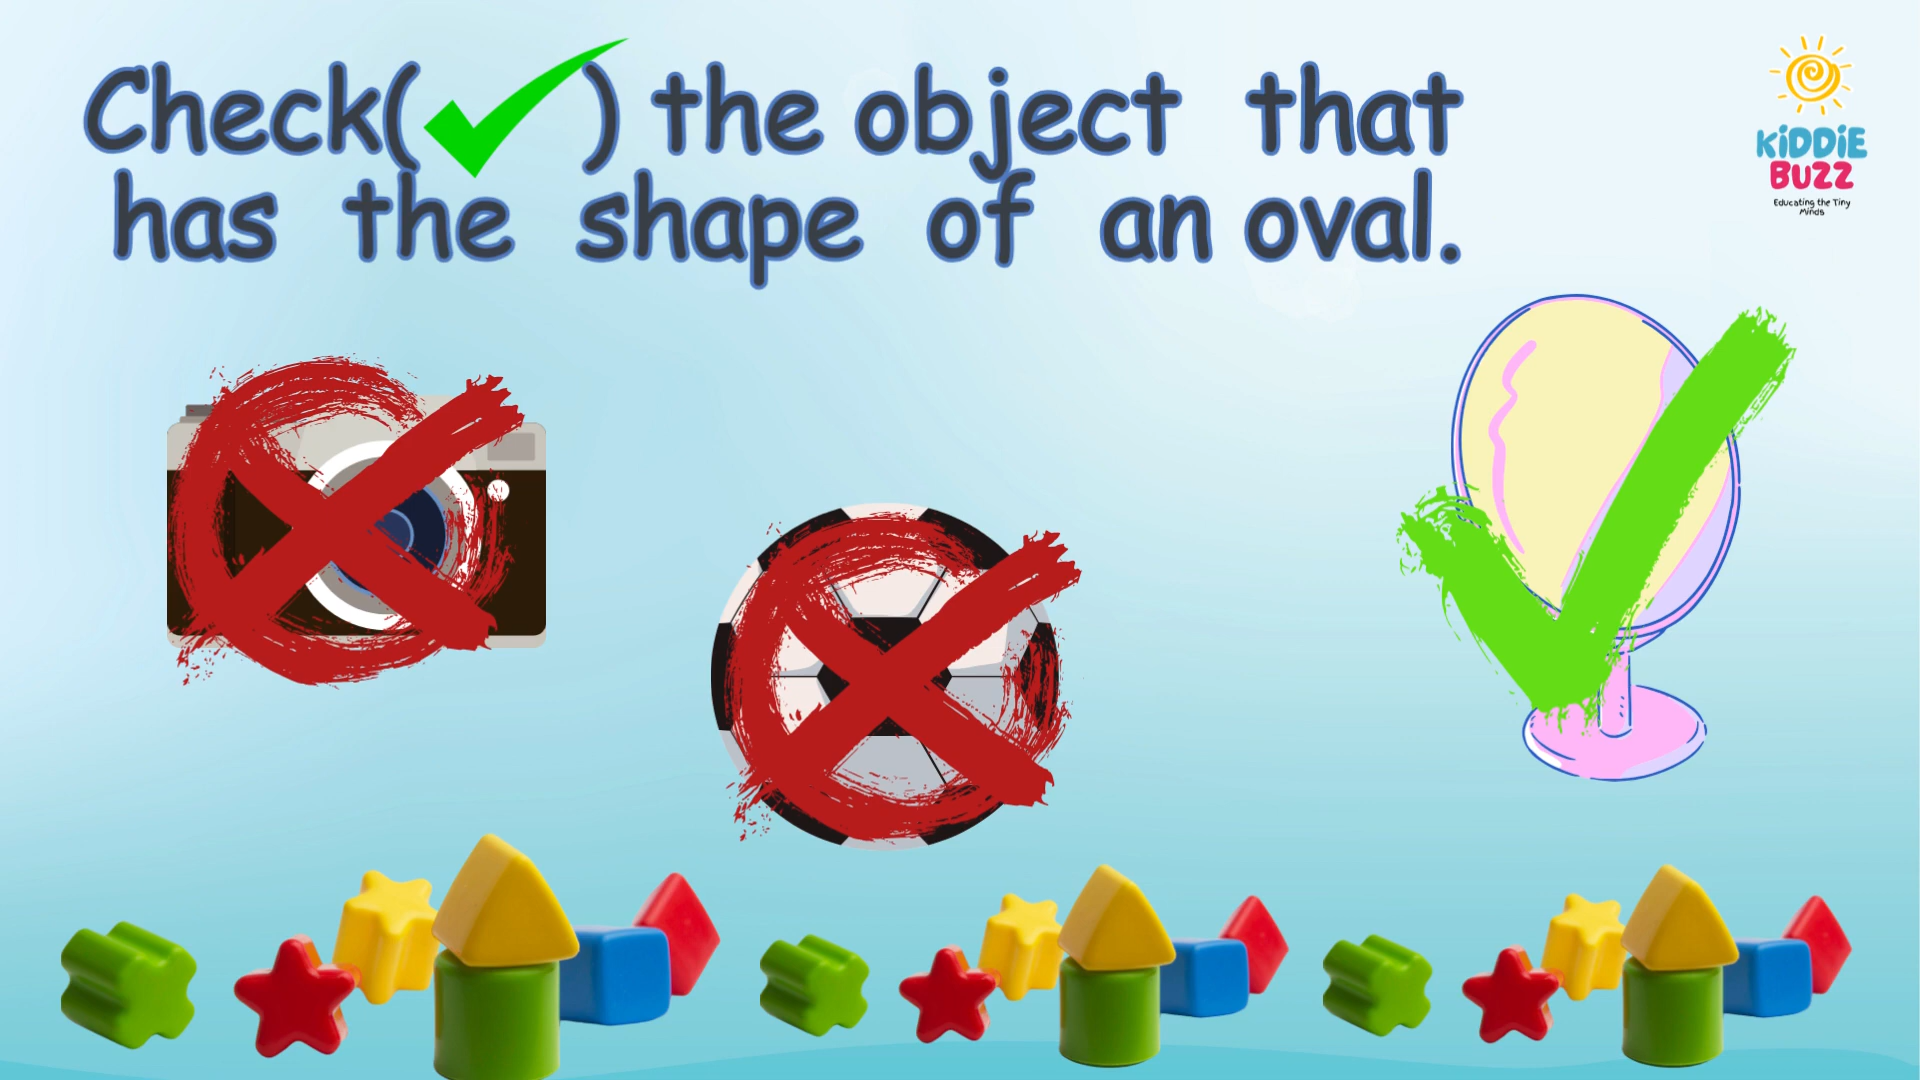 Check(✓) the object that
has the shape of an oval.
KiDDiE
BUZZ
Educating the Tiny
Minds